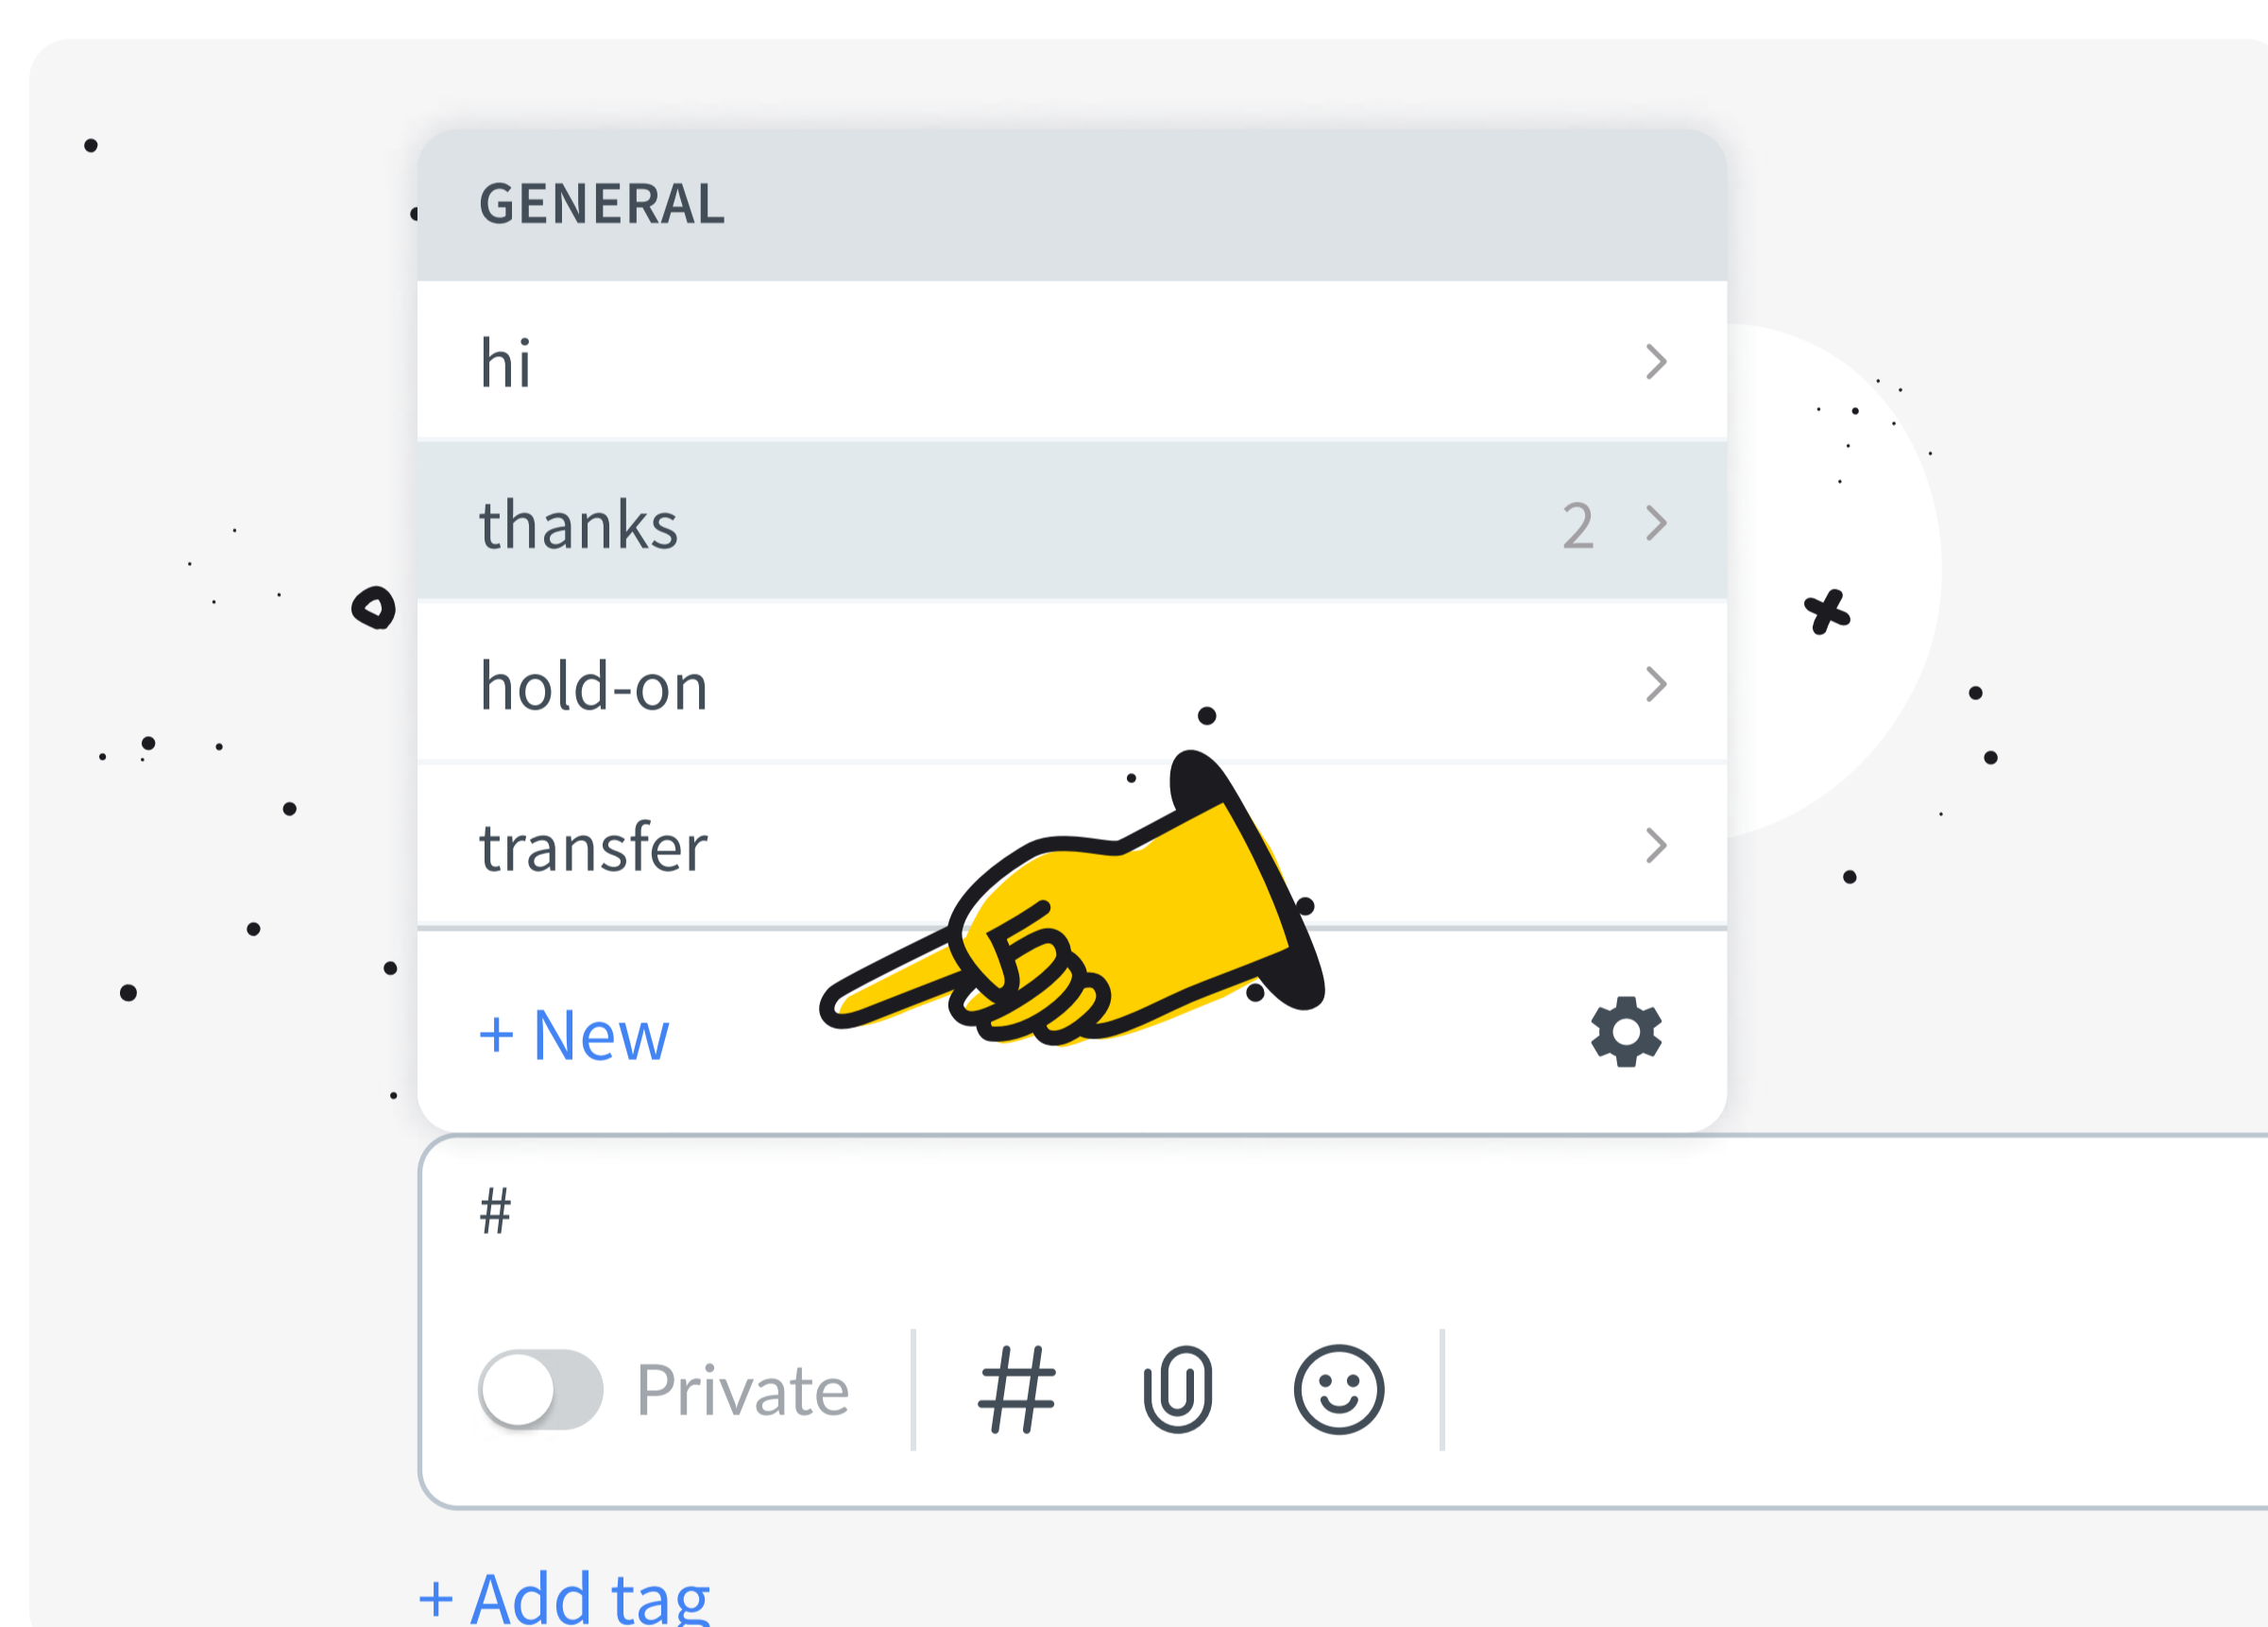 GENERAL
hi
thanks 2
hold-on
transfer
+ New
#
Private
+ Add tag